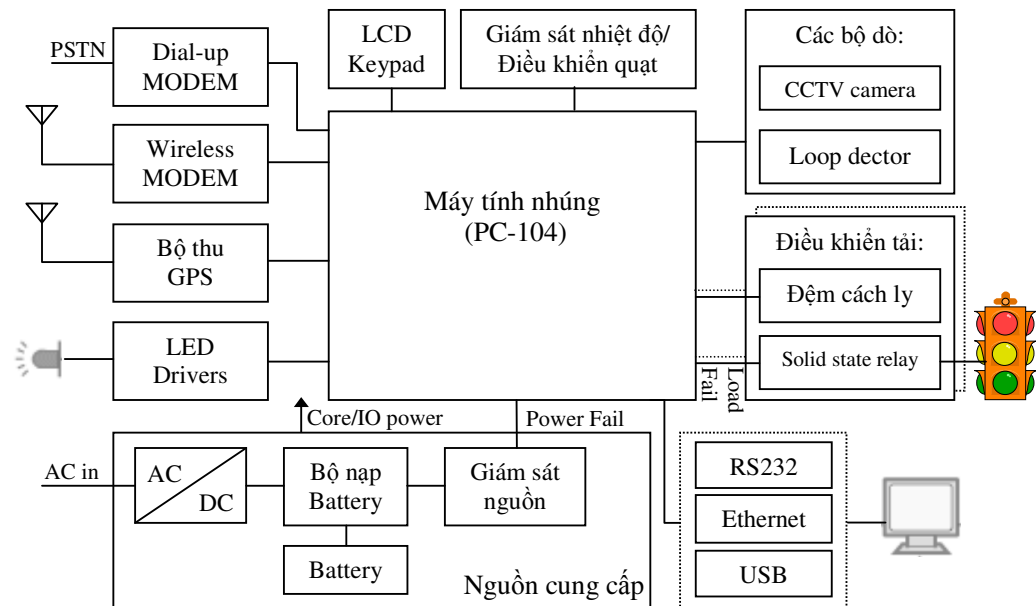 PSTN
Dial-up
MODEM
LCD
Keypad
Giám sát nhiệt độ/
Điều khiển quạt
Các bộ dò:
CCTV camera
Loop dector
Wireless
MODEM
Máy tính nhúng
(PC-104)
Bộ thu
GPS
Điều khiển tải:
Đệm cách ly
Solid state relay
LED
Drivers
Load
Fail
Core/IO power
Power Fail
AC in
AC
DC
Bộ nạp
Battery
Giám sát
nguồn
Battery
Nguồn cung cấp
RS232
Ethernet
USB